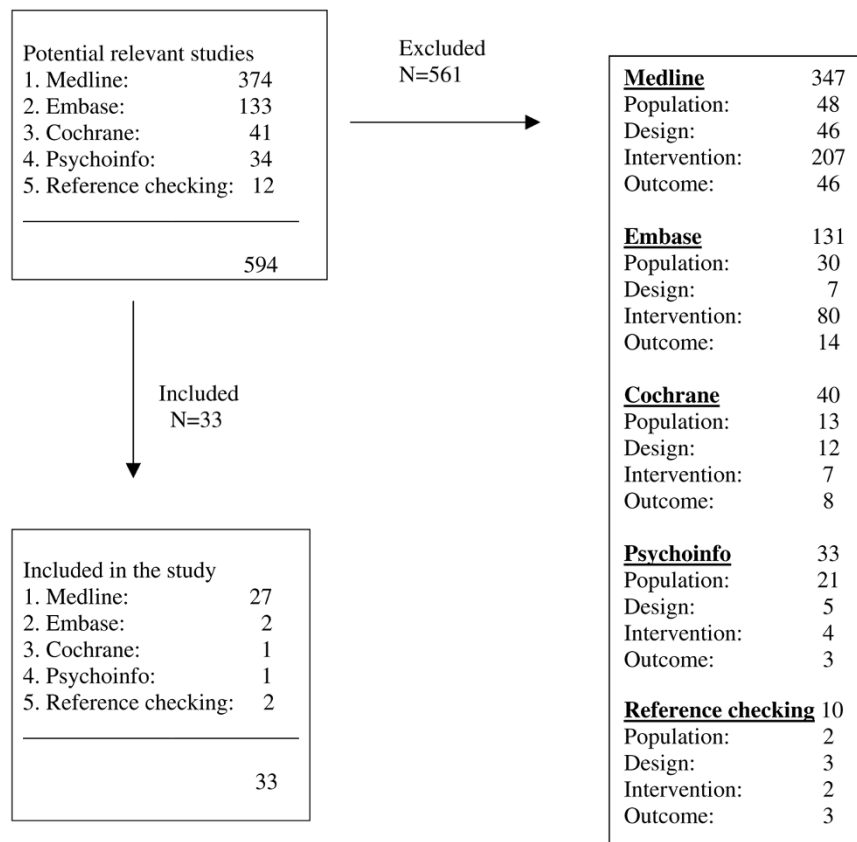 Potential relevant studies
1. Medline: 374
2. Embase: 133
3. Cochrane: 41
4. Psychoinfo: 34
5. Reference checking: 12
594
Excluded
N=561
Included
N=33
Included in the study
1. Medline: 27
2. Embase: 2
3. Cochrane: 1
4. Psychoinfo: 1
5. Reference checking: 2
33
Medline 347
Population: 48
Design: 46
Intervention: 207
Outcome: 46
Embase 131
Population: 30
Design: 7
Intervention: 80
Outcome: 14
Cochrane 40
Population: 13
Design: 12
Intervention: 7
Outcome: 8
Psychoinfo 33
Population: 21
Design: 5
Intervention: 4
Outcome: 3
Reference checking 10
Population: 2
Design: 3
Intervention: 2
Outcome: 3